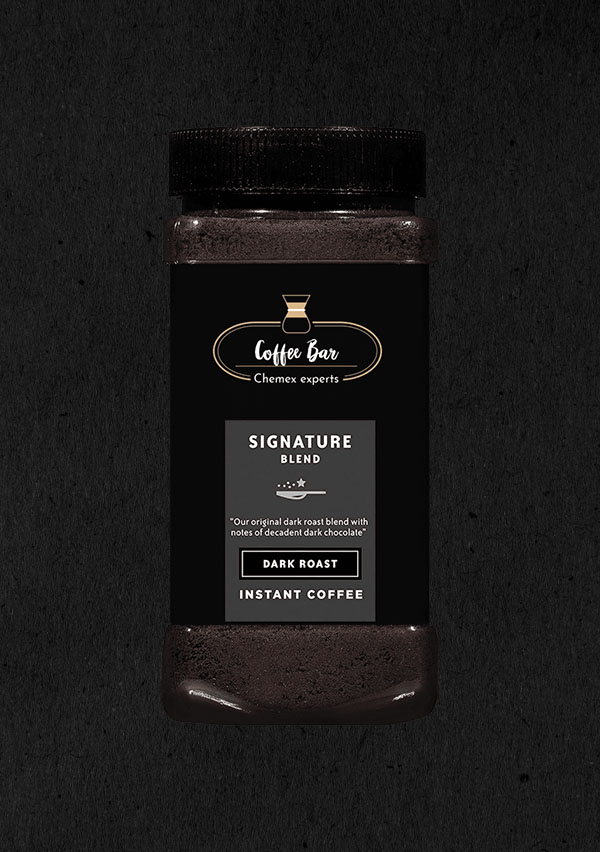 Coffee Bar
Chemex experts
SIGNATURE
BLEND
"Our original dark roast blend with
notes of decadent dark chocolate"
DARK ROAST
INSTANT COFFEE